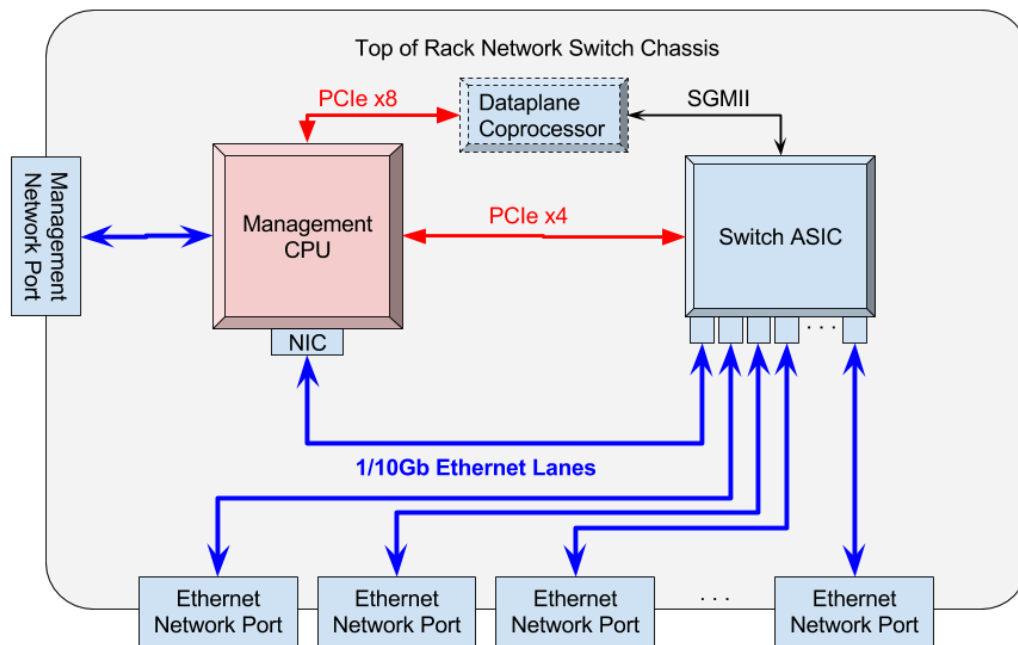 Top of Rack Network Switch Chassis
PCIe x8
Dataplane
Coprocessor
SGMII
Management
Network Port
Management
CPU
PCIe x4
Switch ASIC
NIC
. . .
1/10Gb Ethernet Lanes
Ethernet
Network Port
Ethernet
Network Port
Ethernet
Network Port
. . .
Ethernet
Network Port